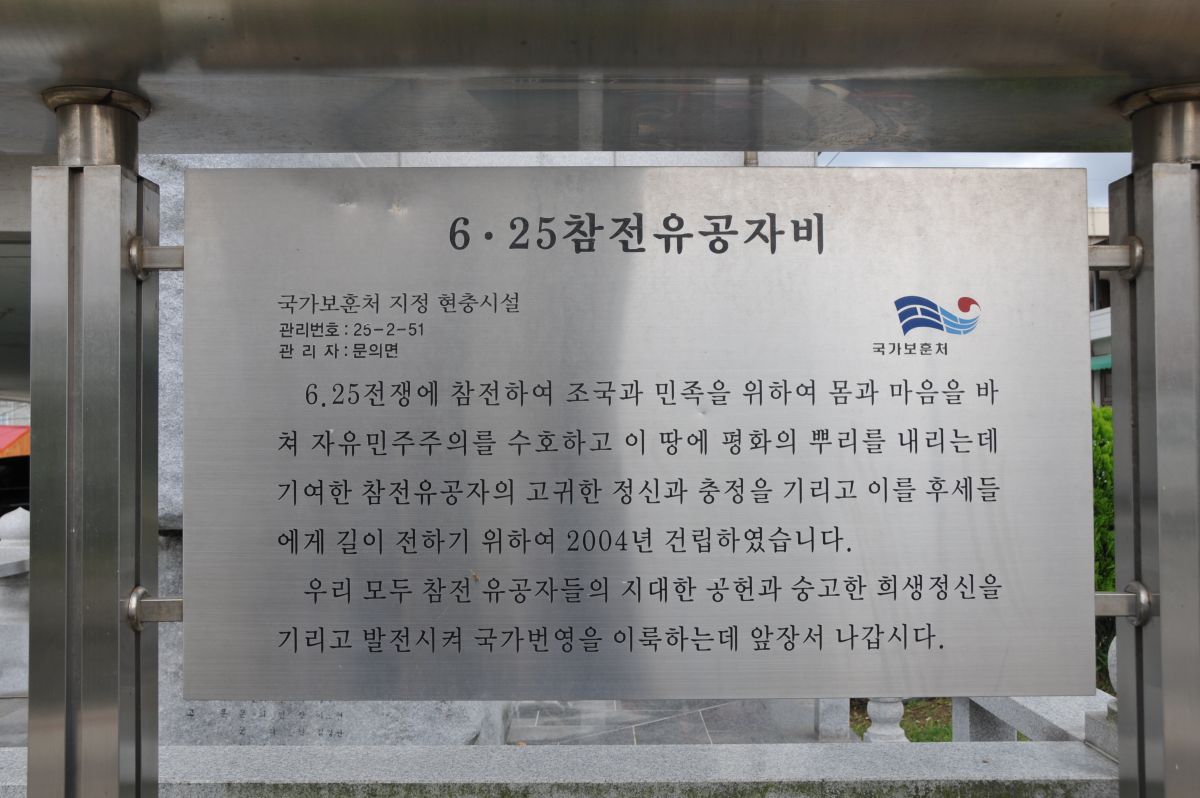 6·25참전유공자비
국가보훈처 지정 현충시설
관리번호 : 25-2-51
관 리 자 : 문의면
국가보훈처
6.25전쟁에 참전하여 조국과 민족을 위하여 몸과 마음을 바
쳐 자유민주주의를 수호하고 이 땅에 평화의 뿌리를 내리는데
기여한 참전유공자의 고귀한 정신과 충정을 기리고 이를 후세들
에게 길이 전하기 위하여 2004년 건립하였습니다.
우리 모두 참전 유공자들의 지대한 공헌과 숭고한 희생정신을
기리고 발전시켜 국가번영을 이룩하는데 앞장서 나갑시다.